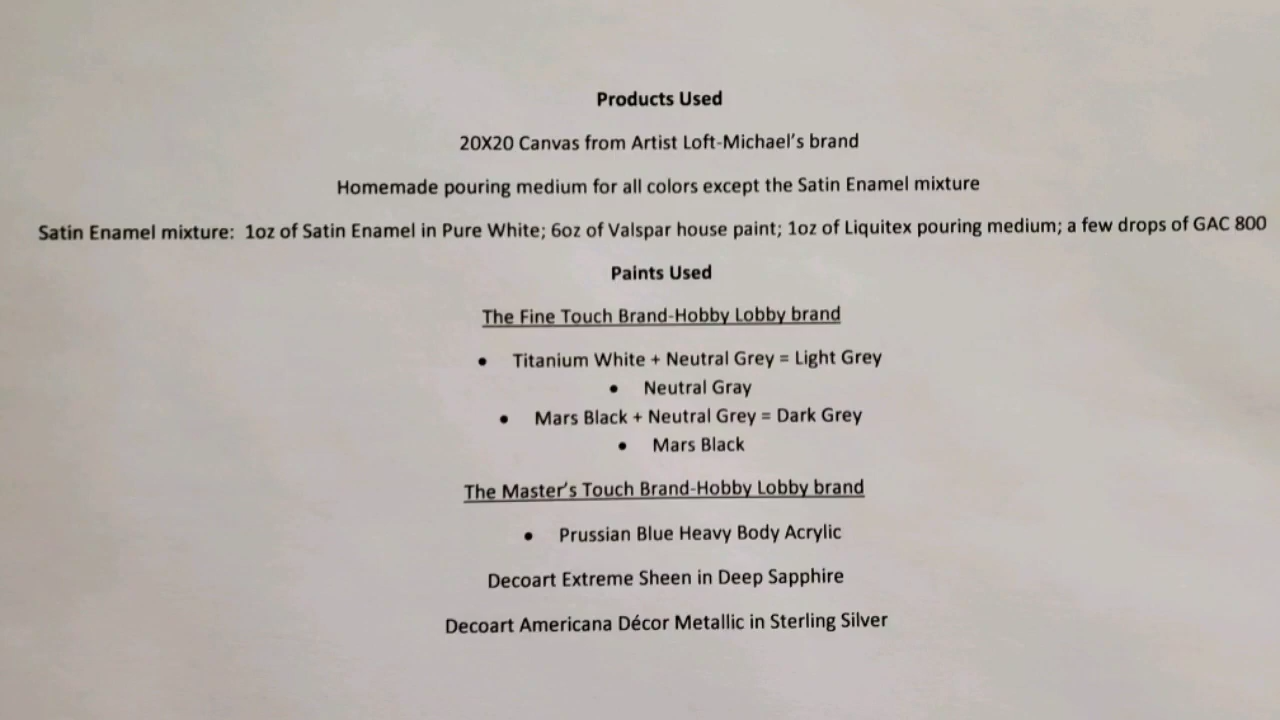 Products Used
20X20 Canvas from Artist Loft-Michael's brand
Homemade pouring medium for all colors except the Satin Enamel mixture
Satin Enamel mixture:  1oz of Satin Enamel in Pure White; 6oz of Valspar house paint; 1oz of Liquitex pouring medium; a few drops of GAC 800
Paints Used
The Fine Touch Brand-Hobby Lobby brand
• Titanium White + Neutral Grey = Light Grey
• Neutral Gray
• Mars Black + Neutral Grey = Dark Grey
• Mars Black
The Master's Touch Brand-Hobby Lobby brand
• Prussian Blue Heavy Body Acrylic
Decoart Extreme Sheen in Deep Sapphire
Decoart Americana Décor Metallic in Sterling Silver